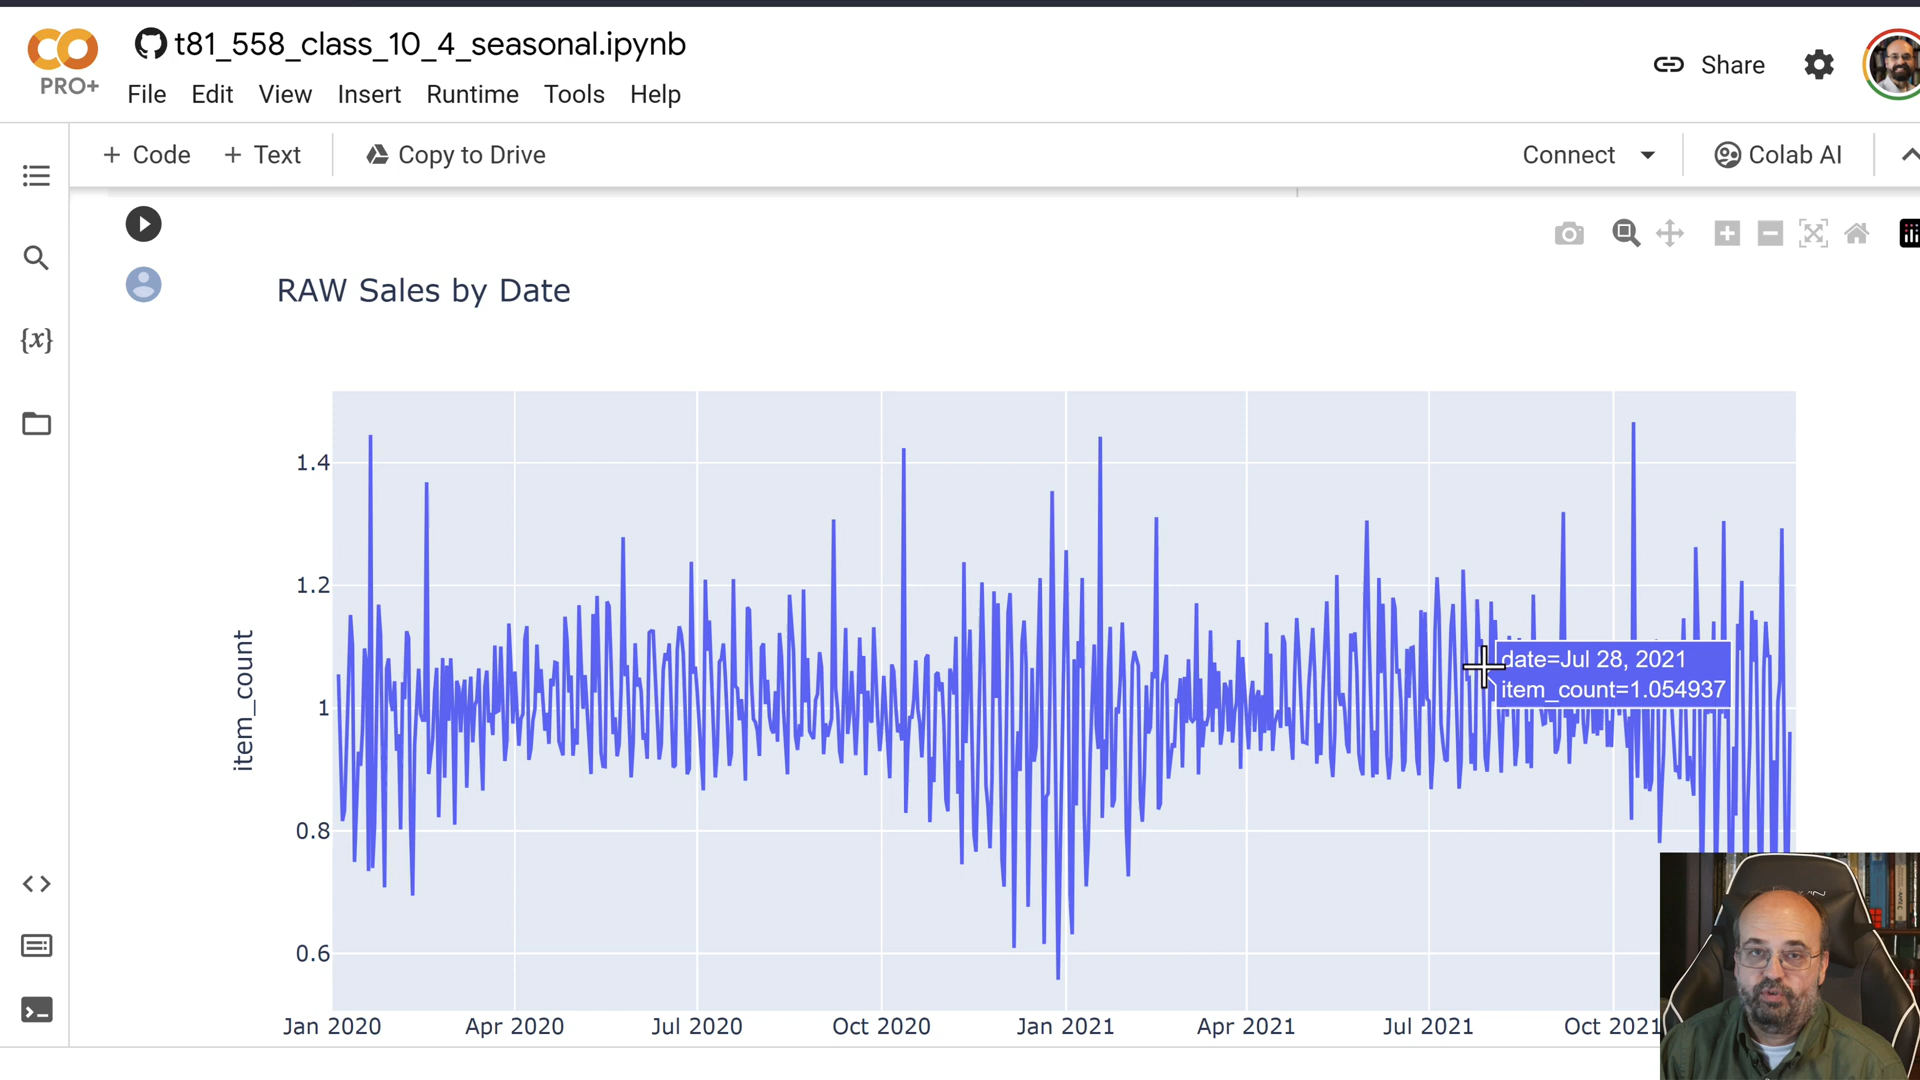 t81_558_class_10_4_seasonal.ipynb
PRO+
File Edit View Insert Runtime Tools Help
Share
+ Code + Text Copy to Drive
Connect Colab AI
{x}
RAW Sales by Date
1.4
1.2
1
0.8
0.6
item_count
date=Jul 28, 2021
item_count=1.054937
Jan 2020 Apr 2020 Jul 2020 Oct 2020 Jan 2021 Apr 2021 Jul 2021 Oct 2021